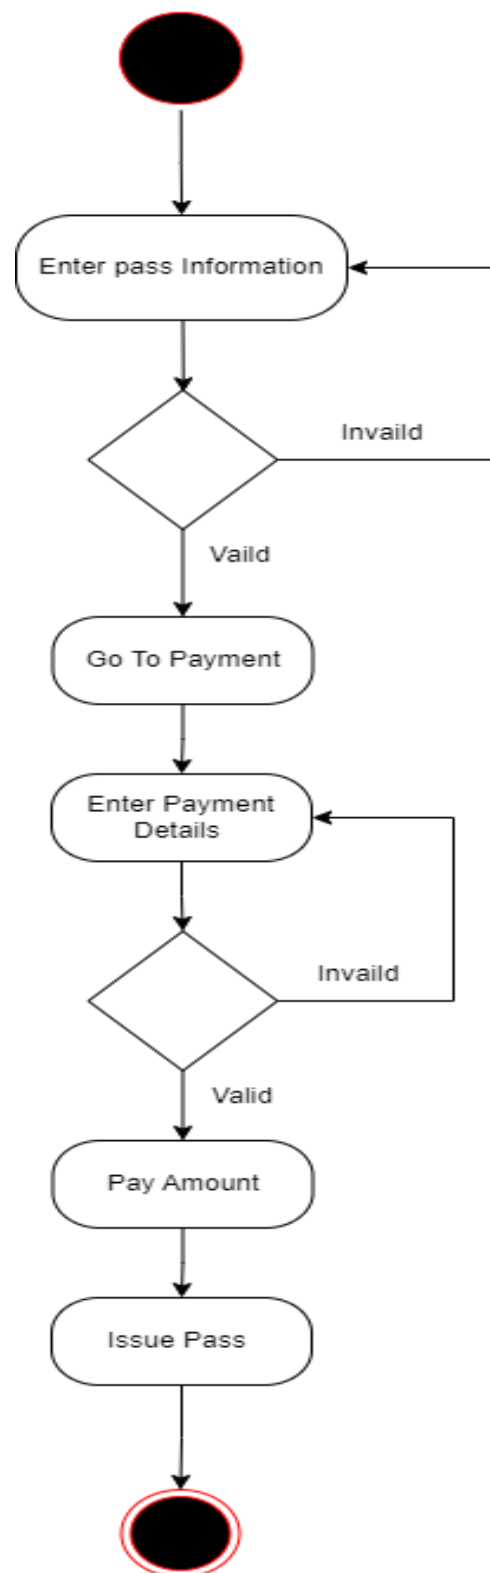 Enter pass Information
Invaild
Vaild
Go To Payment
Enter Payment
Details
Invaild
Valid
Pay Amount
Issue Pass